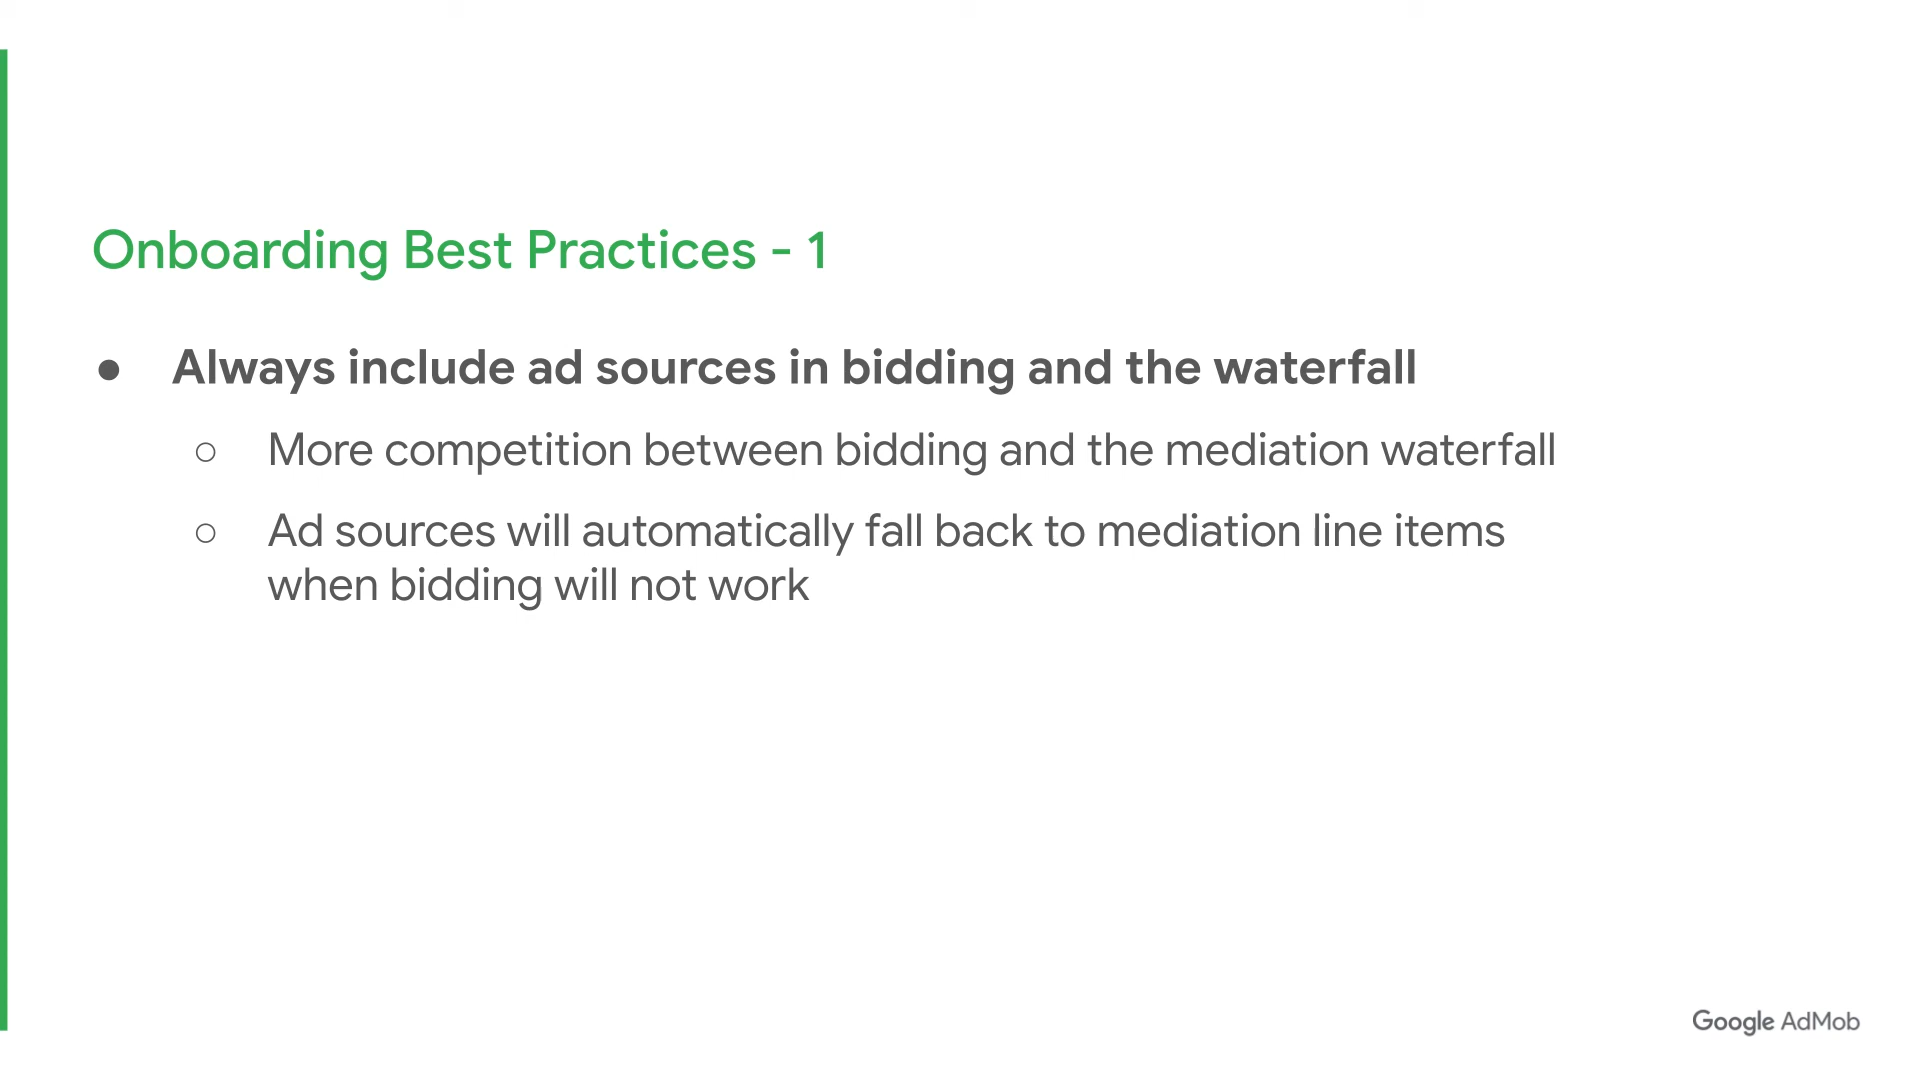 Onboarding Best Practices - 1
● Always include ad sources in bidding and the waterfall
○ More competition between bidding and the mediation waterfall
○ Ad sources will automatically fall back to mediation line items
when bidding will not work
Google AdMob